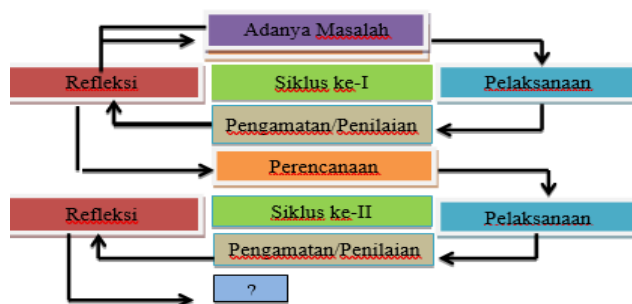 Adanya Masalah
Refleksi
Siklus ke-I
Pelaksanaan
Pengamatan/Penilaian
Perencanaan
Refleksi
Siklus ke-II
Pelaksanaan
Pengamatan/Penilaian
?